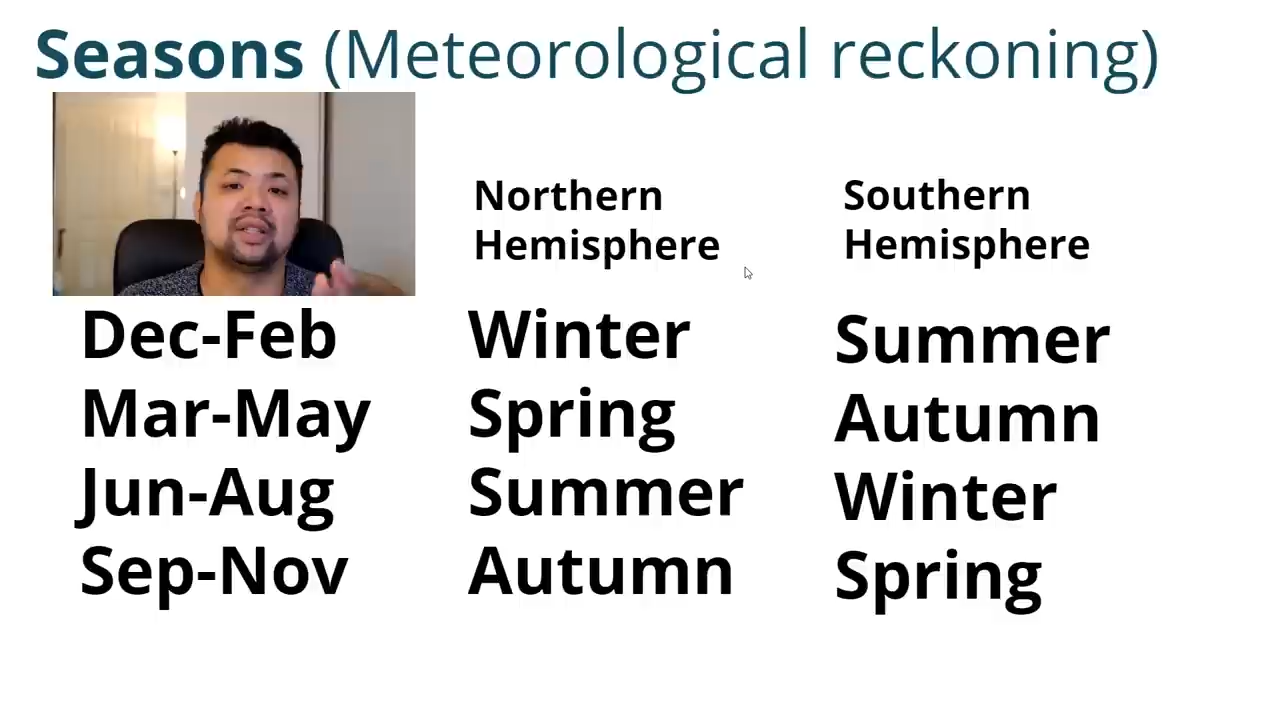 Seasons (Meteorological reckoning)
Northern Hemisphere
Southern Hemisphere
Dec-Feb Winter Summer
Mar-May Spring Autumn
Jun-Aug Summer Winter
Sep-Nov Autumn Spring